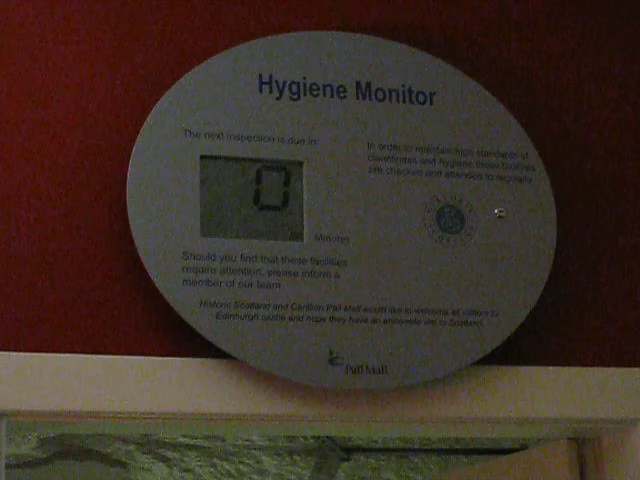 Hygiene Monitor
The next inspection is due in:
0
Minutes
In order to maintain high standards of
cleanliness and hygiene these facilities
are checked and attention to regularly.
Should you find that these facilities
require attention, please inform a
member of our team.
Historic Scotland and Carillion Pall Mall would like to welcome all visitors to
Edinburgh castle and hope they have an enjoyable visit to Scotland.
Pall Mall